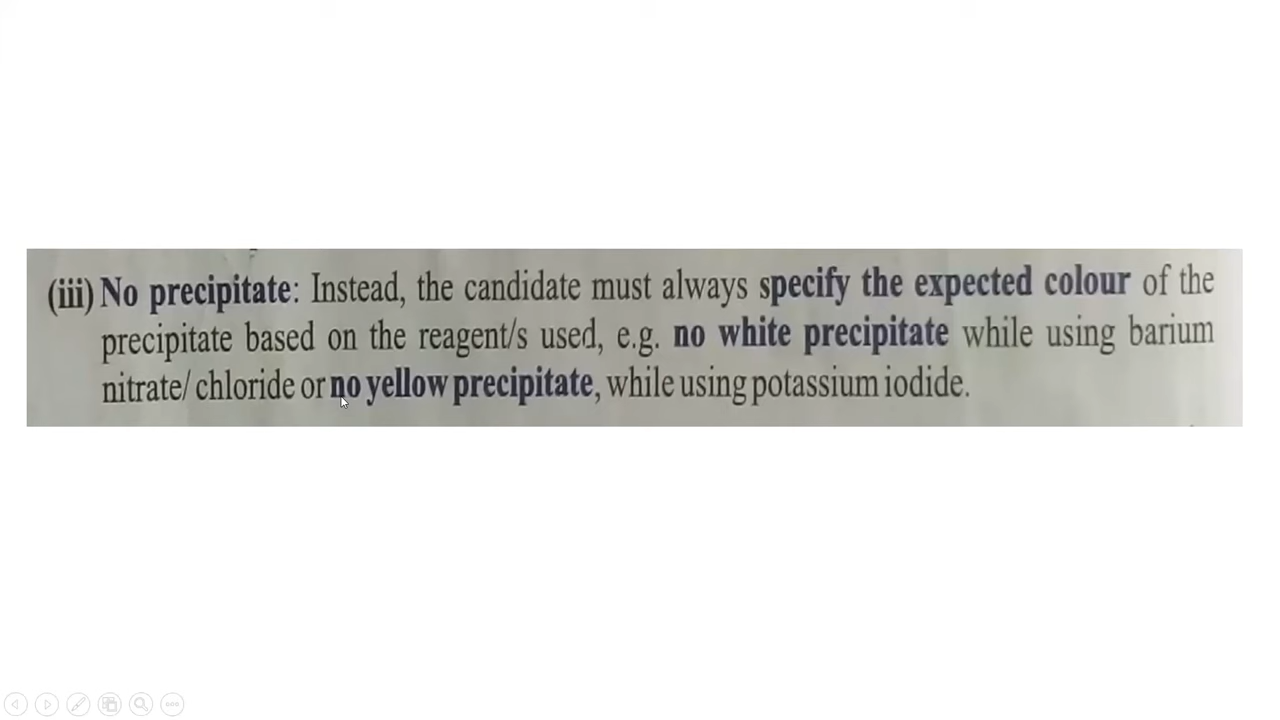 (iii) No precipitate: Instead, the candidate must always specify the expected colour of the
precipitate based on the reagent/s used, e.g. no white precipitate while using barium
nitrate/ chloride or no yellow precipitate, while using potassium iodide.